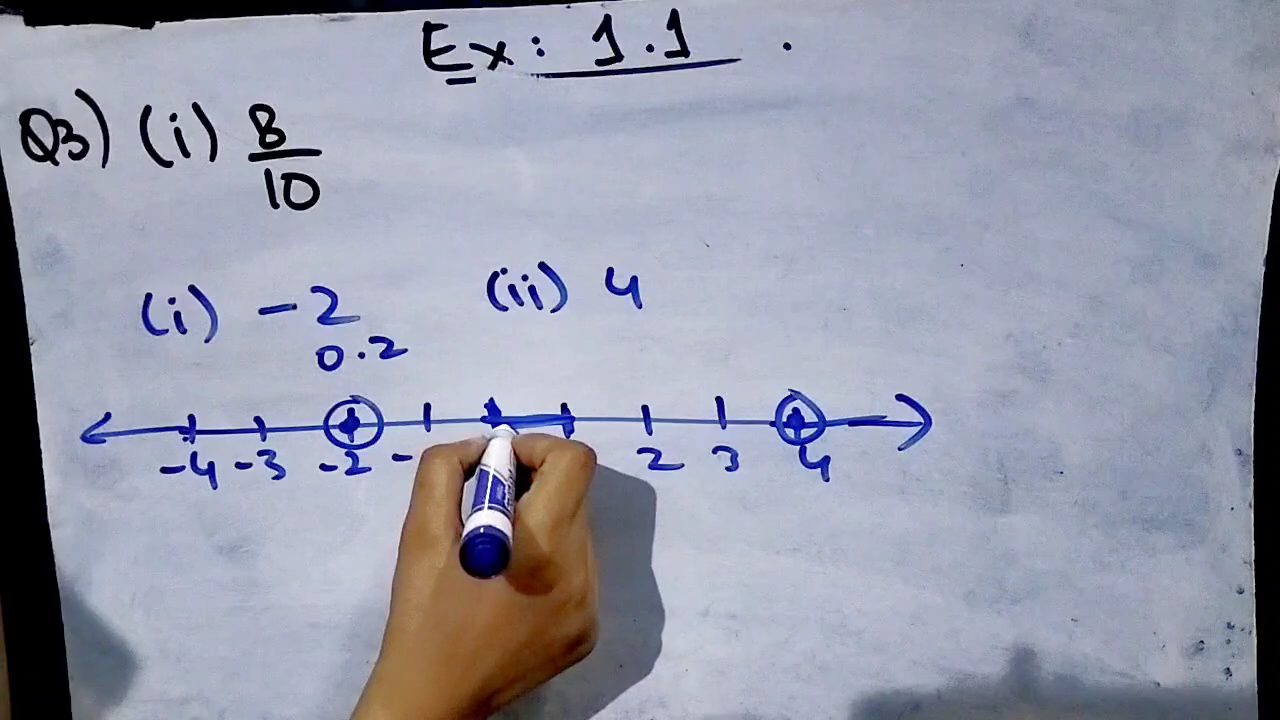 Ex: 1.1 .
Q3) (i) 8/10
(i) -2 (ii) 4
0.2
-4 -3 -2 - 2 3 4